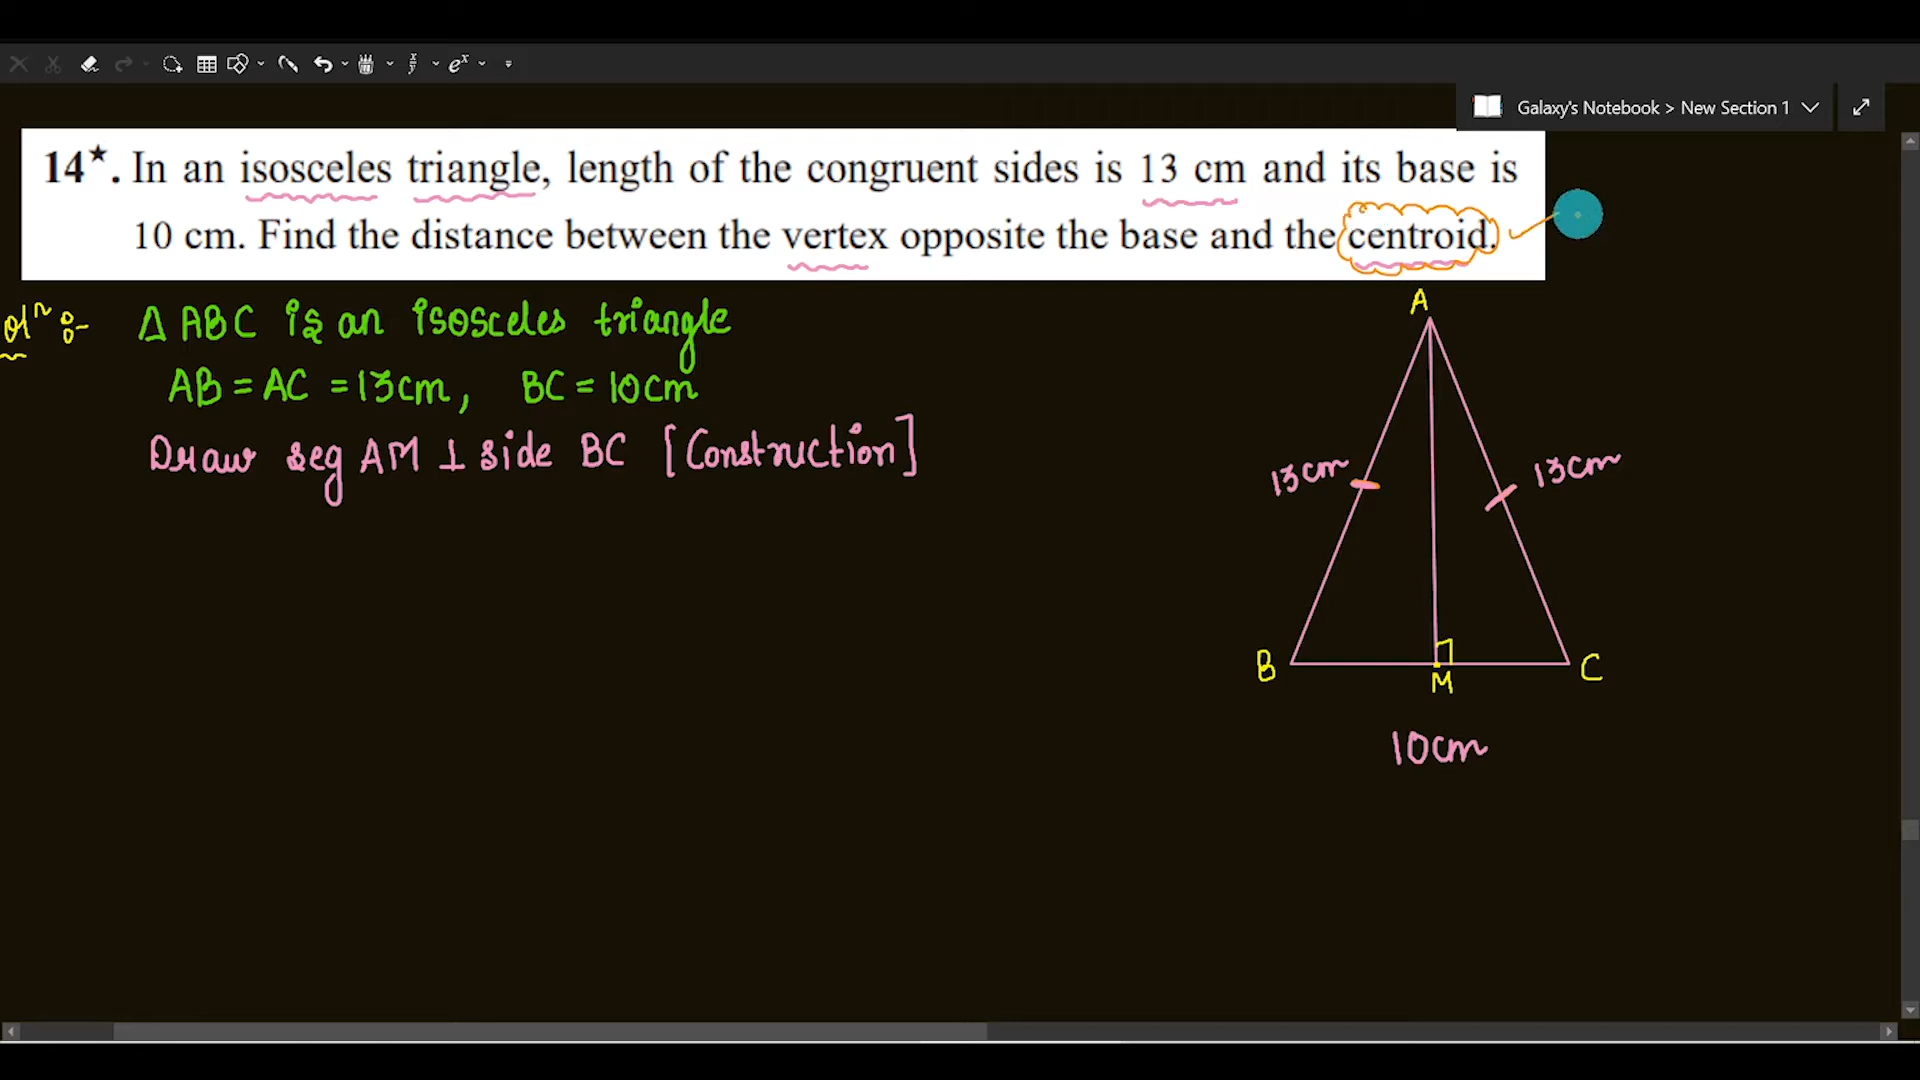 Galaxy's Notebook > New Section 1
14★. In an isosceles triangle, length of the congruent sides is 13 cm and its base is
10 cm. Find the distance between the vertex opposite the base and the centroid.
olⁿ :- Δ ABC is an isosceles triangle
AB = AC = 13cm, BC = 10cm
Draw seg AM ⊥ side BC [Construction]
A
13cm
13cm
B
M
C
10cm